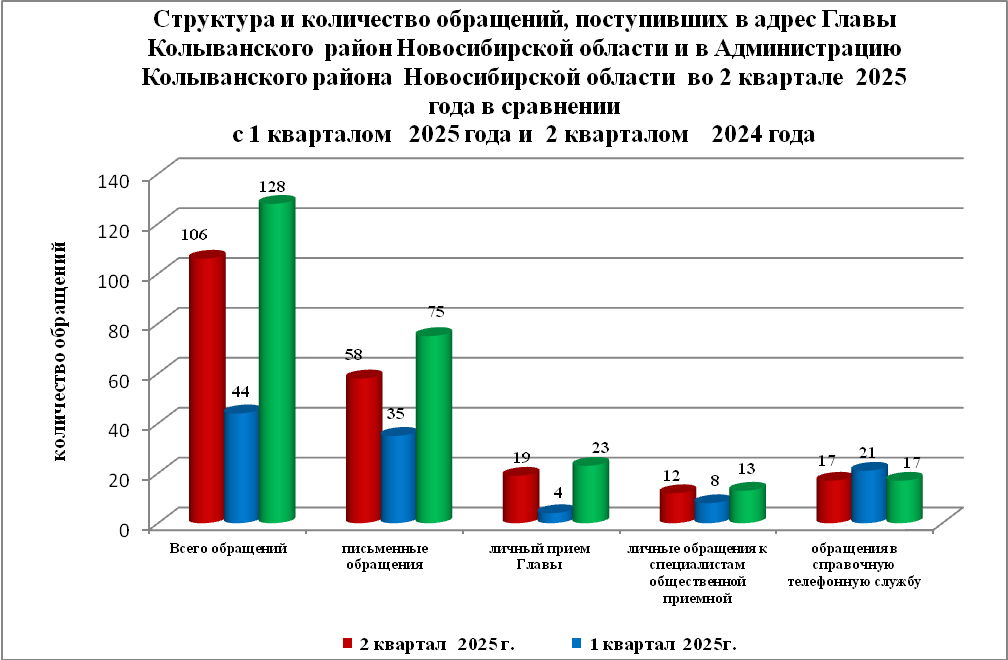 Структура и количество обращений, поступивших в адрес Главы
Колыванского район Новосибирской области и в Администрацию
Колыванского района Новосибирской области во 2 квартале 2025
года в сравнении
с 1 кварталом 2025 года и 2 кварталом 2024 года
количество обращений
140
120
100
80
60
40
20
0
106
44
128
58
35
75
19
4
23
12
8
13
17
21
17
Всего обращений
письменные
обращения
личный прием
Главы
личные обращения к
специалистам
общественной
приемной
обращения в
справочную
телефонную службу
2 квартал 2025 г.
1 квартал 2025г.